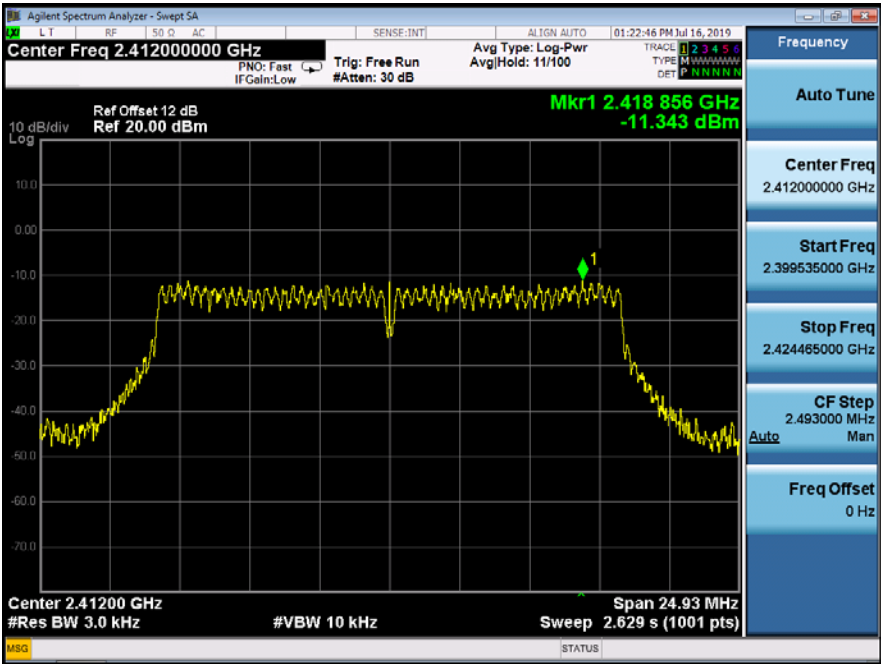 Agilent Spectrum Analyzer - Swept SA
LXI L T RF 50 Ω AC SENSE:INT ALIGN AUTO 01:22:46 PM Jul 16, 2019
Center Freq 2.412000000 GHz
PNO: Fast
IFGain:Low
Trig: Free Run
#Atten: 30 dB
Avg Type: Log-Pwr
Avg|Hold: 11/100
TRACE 1 2 3 4 5 6
TYPE M WWWWW
DET P N N N N N
Frequency
Mkr1 2.418 856 GHz
-11.343 dBm
Ref Offset 12 dB
10 dB/div Ref 20.00 dBm
Log
10.0
0.00
-10.0
-20.0
-30.0
-40.0
-50.0
-60.0
-70.0
1
Center 2.41200 GHz Span 24.93 MHz
#Res BW 3.0 kHz #VBW 10 kHz Sweep 2.629 s (1001 pts)
MSG STATUS
Auto Tune
Center Freq
2.412000000 GHz
Start Freq
2.399535000 GHz
Stop Freq
2.424465000 GHz
CF Step
2.493000 MHz
Auto Man
Freq Offset
0 Hz